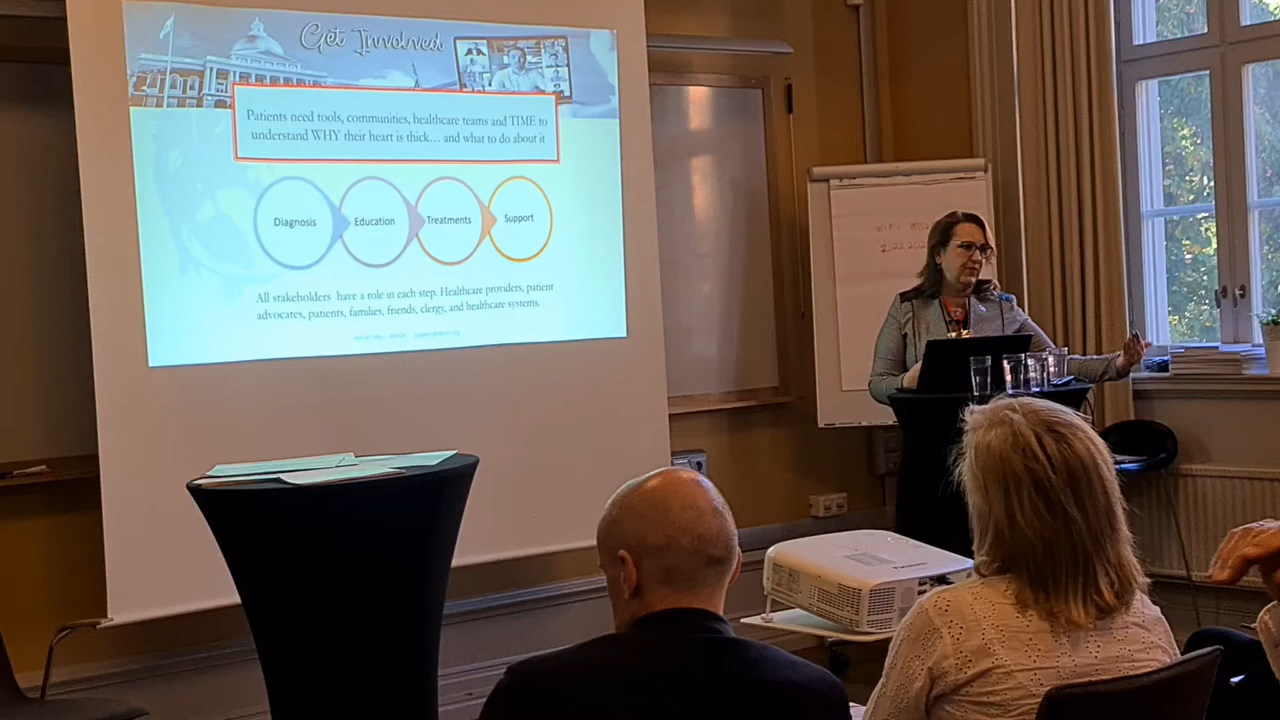 Get Involved
Patients need tools, communities, healthcare teams and TIME to
understand WHY their heart is thick... and what to do about it
Diagnosis
Education
Treatments
Support
All stakeholders have a role in each step. Healthcare providers, patient
advocates, patients, families, friends, clergy, and healthcare systems.
Panasonic